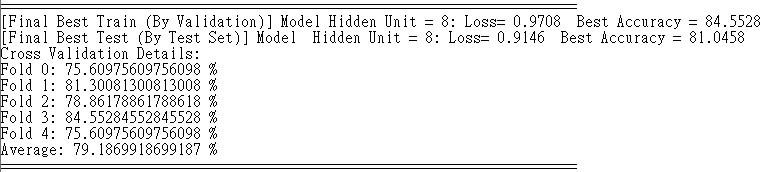 [Final Best Train (By Validation)] Model Hidden Unit = 8: Loss= 0.9708  Best Accuracy = 84.5528
[Final Best Test (By Test Set)] Model  Hidden Unit = 8: Loss= 0.9146  Best Accuracy = 81.0458
Cross Validation Details:
Fold 0: 75.60975609756098 %
Fold 1: 81.30081300813008 %
Fold 2: 78.86178861788618 %
Fold 3: 84.55284552845528 %
Fold 4: 75.60975609756098 %
Average: 79.1869918699187 %